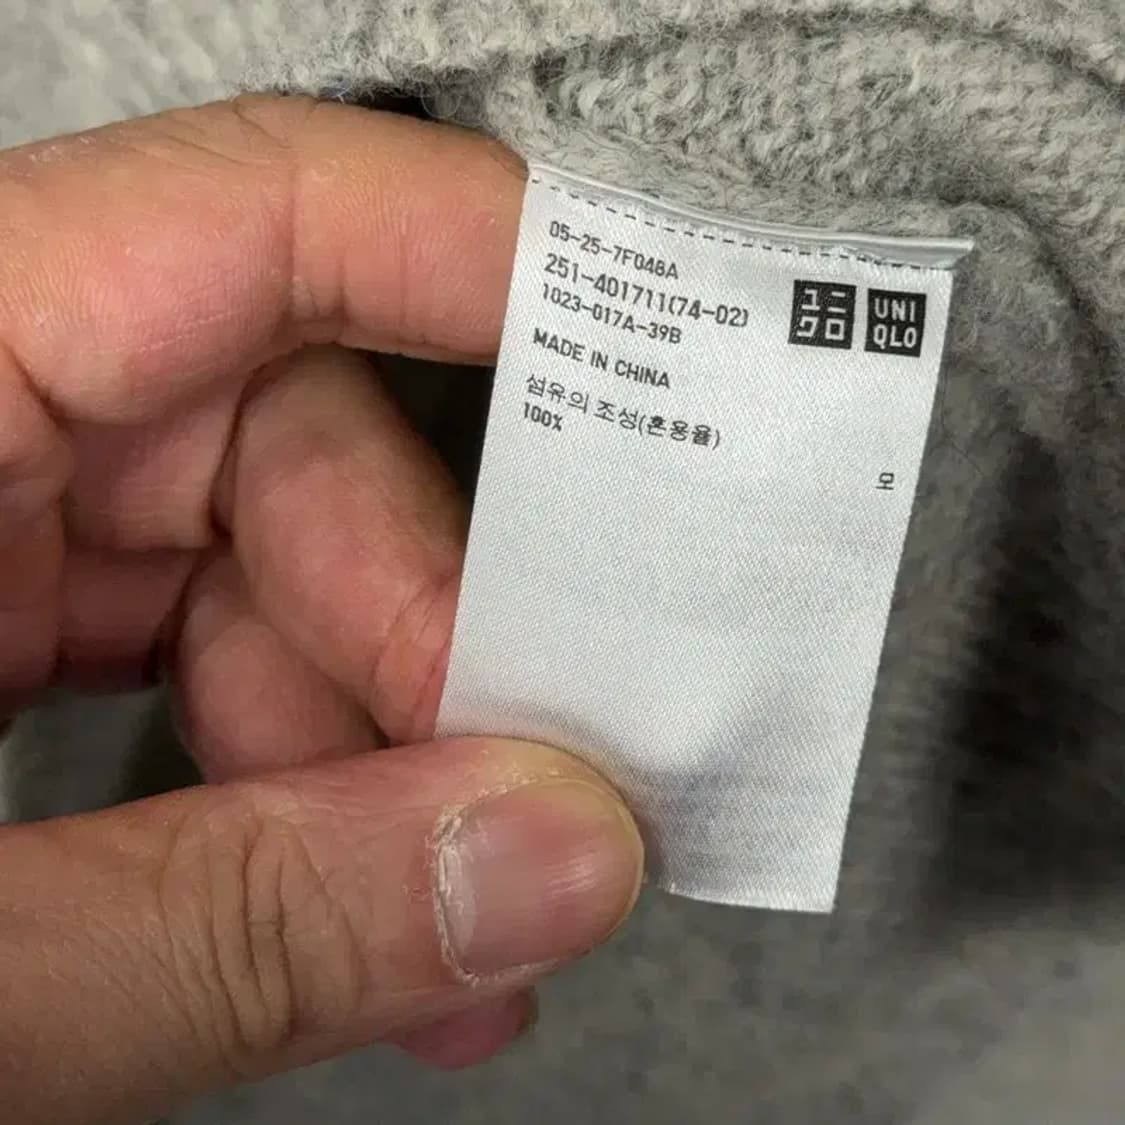 05-25-7F048A
251-401711(74-02)
1023-017A-39B
ユニ
クロ
UNI
QLO
MADE IN CHINA
섬유의 조성(혼용율)
100%
모